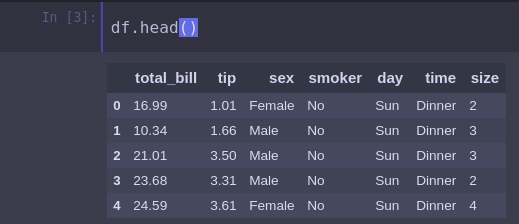 In [3]: df.head()
total_bill tip sex smoker day time size
0 16.99 1.01 Female No Sun Dinner 2
1 10.34 1.66 Male No Sun Dinner 3
2 21.01 3.50 Male No Sun Dinner 3
3 23.68 3.31 Male No Sun Dinner 2
4 24.59 3.61 Female No Sun Dinner 4